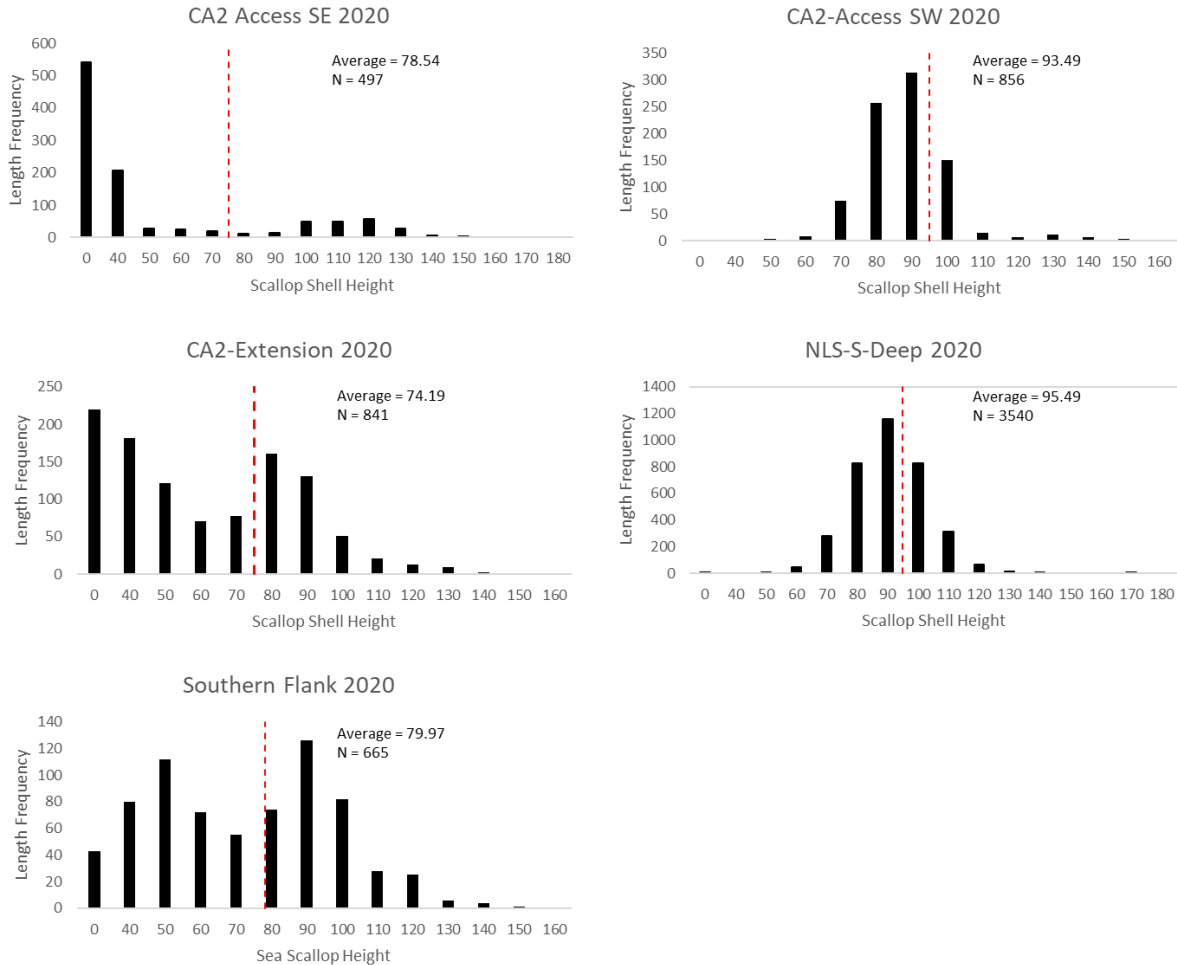 CA2 Access SE 2020
Average = 78.54
N = 497
Length Frequency
600
500
400
300
200
100
0
0 40 50 60 70 80 90 100 110 120 130 140 150 160 170 180
Scallop Shell Height
CA2-Access SW 2020
Average = 93.49
N = 856
Length Frequency
350
300
250
200
150
100
50
0
0 40 50 60 70 80 90 100 110 120 130 140 150 160
Scallop Shell Height
CA2-Extension 2020
Average = 74.19
N = 841
Length Frequency
250
200
150
100
50
0
0 40 50 60 70 80 90 100 110 120 130 140 150 160
Scallop Shell Height
NLS-S-Deep 2020
Average = 95.49
N = 3540
Length Frequency
1400
1200
1000
800
600
400
200
0
0 40 50 60 70 80 90 100 110 120 130 140 150 160 170 180
Scallop Shell Height
Southern Flank 2020
Average = 79.97
N = 665
Length Frequency
140
120
100
80
60
40
20
0
0 40 50 60 70 80 90 100 110 120 130 140 150 160
Sea Scallop Height